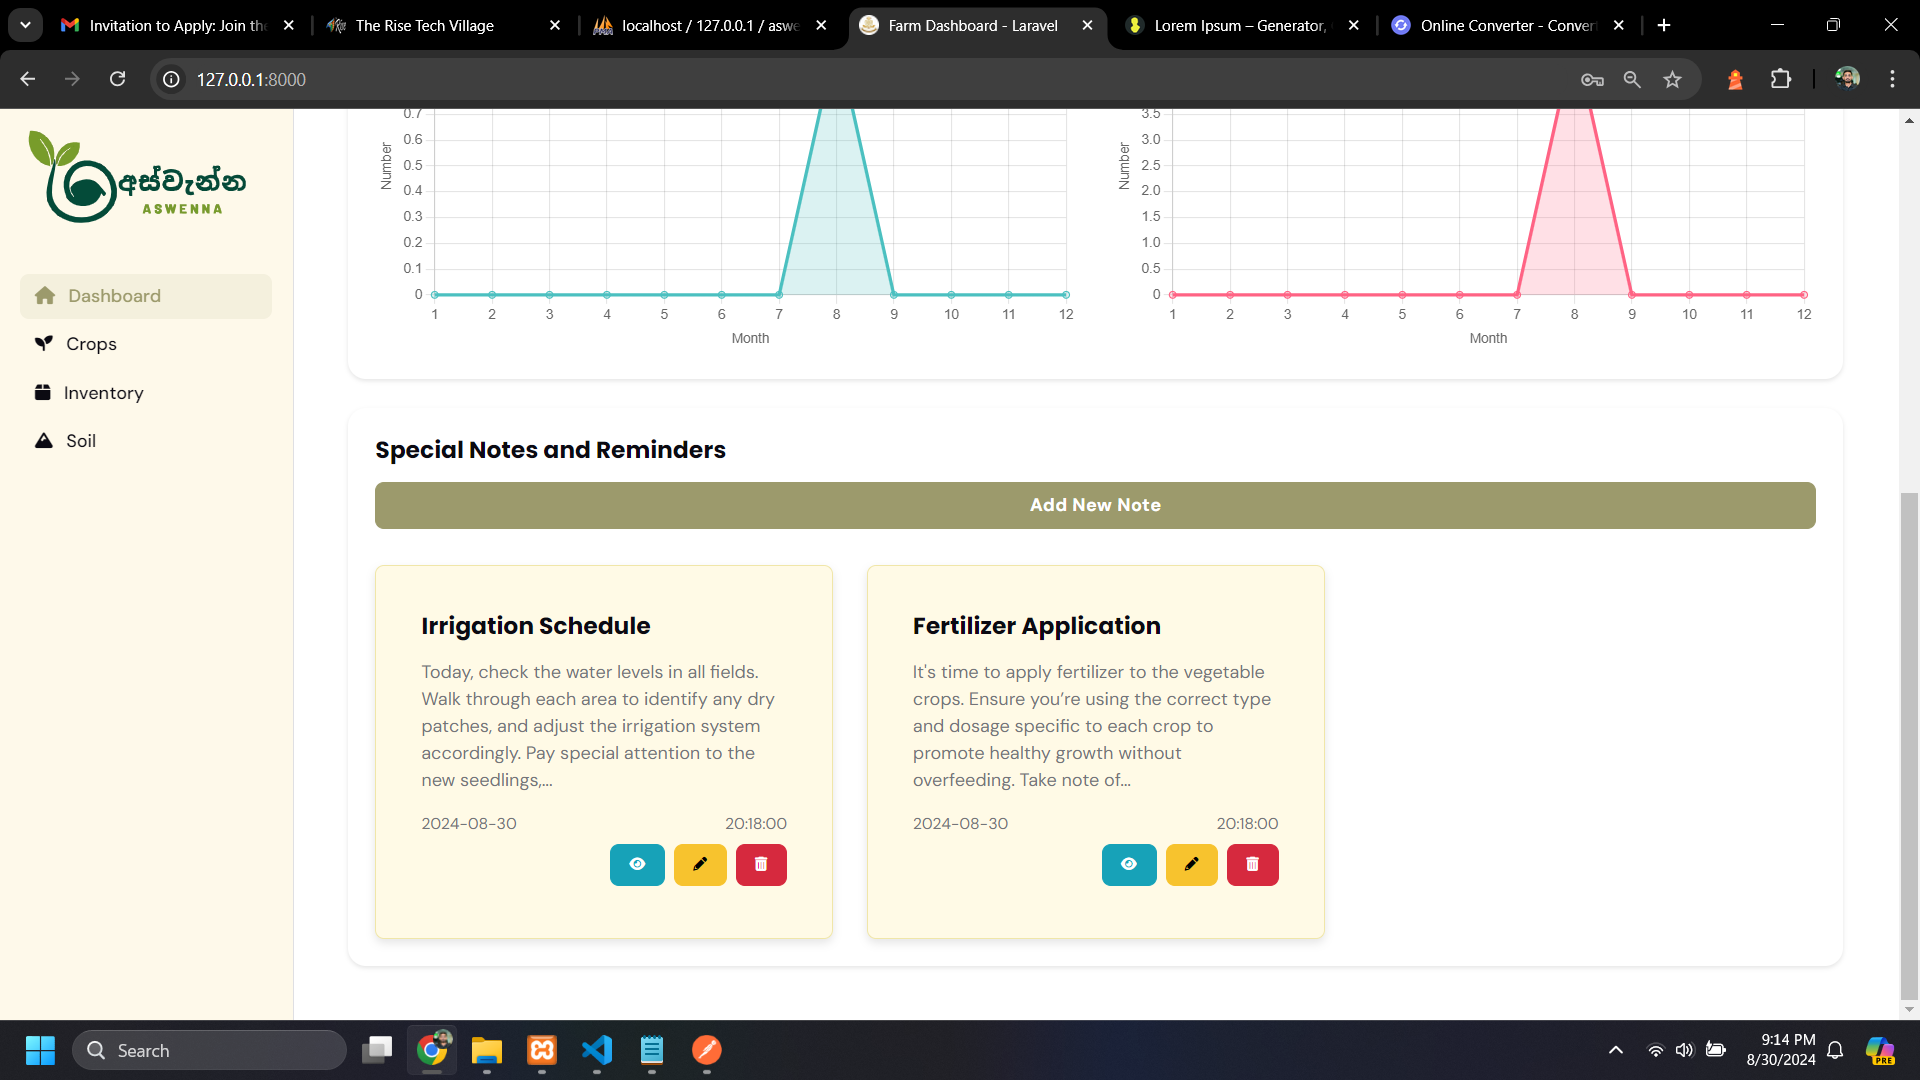 Invitation to Apply: Join the
The Rise Tech Village
localhost / 127.0.0.1 / aswe
Farm Dashboard - Laravel
Lorem Ipsum – Generator,
Online Converter - Conver
127.0.0.1:8000
අස්වැන්න
ASWENNA
Dashboard
Crops
Inventory
Soil
0.7
0.6
0.5
0.4
0.3
0.2
0.1
0
Number
1 2 3 4 5 6 7 8 9 10 11 12
Month
3.5
3.0
2.5
2.0
1.5
1.0
0.5
0
Number
1 2 3 4 5 6 7 8 9 10 11 12
Month
Special Notes and Reminders
Add New Note
Irrigation Schedule
Today, check the water levels in all fields.
Walk through each area to identify any dry
patches, and adjust the irrigation system
accordingly. Pay special attention to the
new seedlings,...
2024-08-30 20:18:00
Fertilizer Application
It's time to apply fertilizer to the vegetable
crops. Ensure you’re using the correct type
and dosage specific to each crop to
promote healthy growth without
overfeeding. Take note of...
2024-08-30 20:18:00
Search
9:14 PM
8/30/2024
PRE